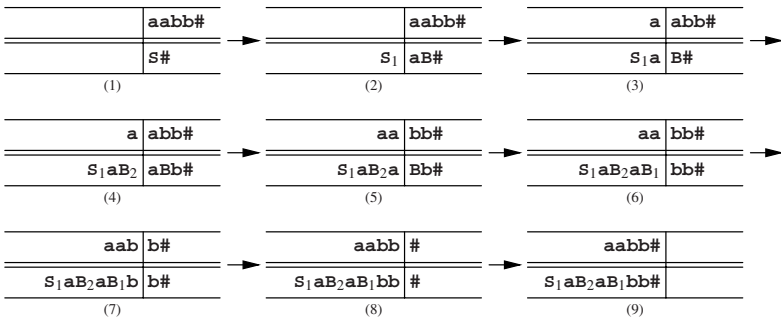 aabb# aabb# a abb#
S# S₁ aB# S₁a B#
(1) (2) (3)
a abb# aa bb# aa bb#
S₁aB₂ aBb# S₁aB₂a Bb# S₁aB₂aB₁ bb#
(4) (5) (6)
aab b# aabb # aabb#
S₁aB₂aB₁b b# S₁aB₂aB₁bb # S₁aB₂aB₁bb#
(7) (8) (9)